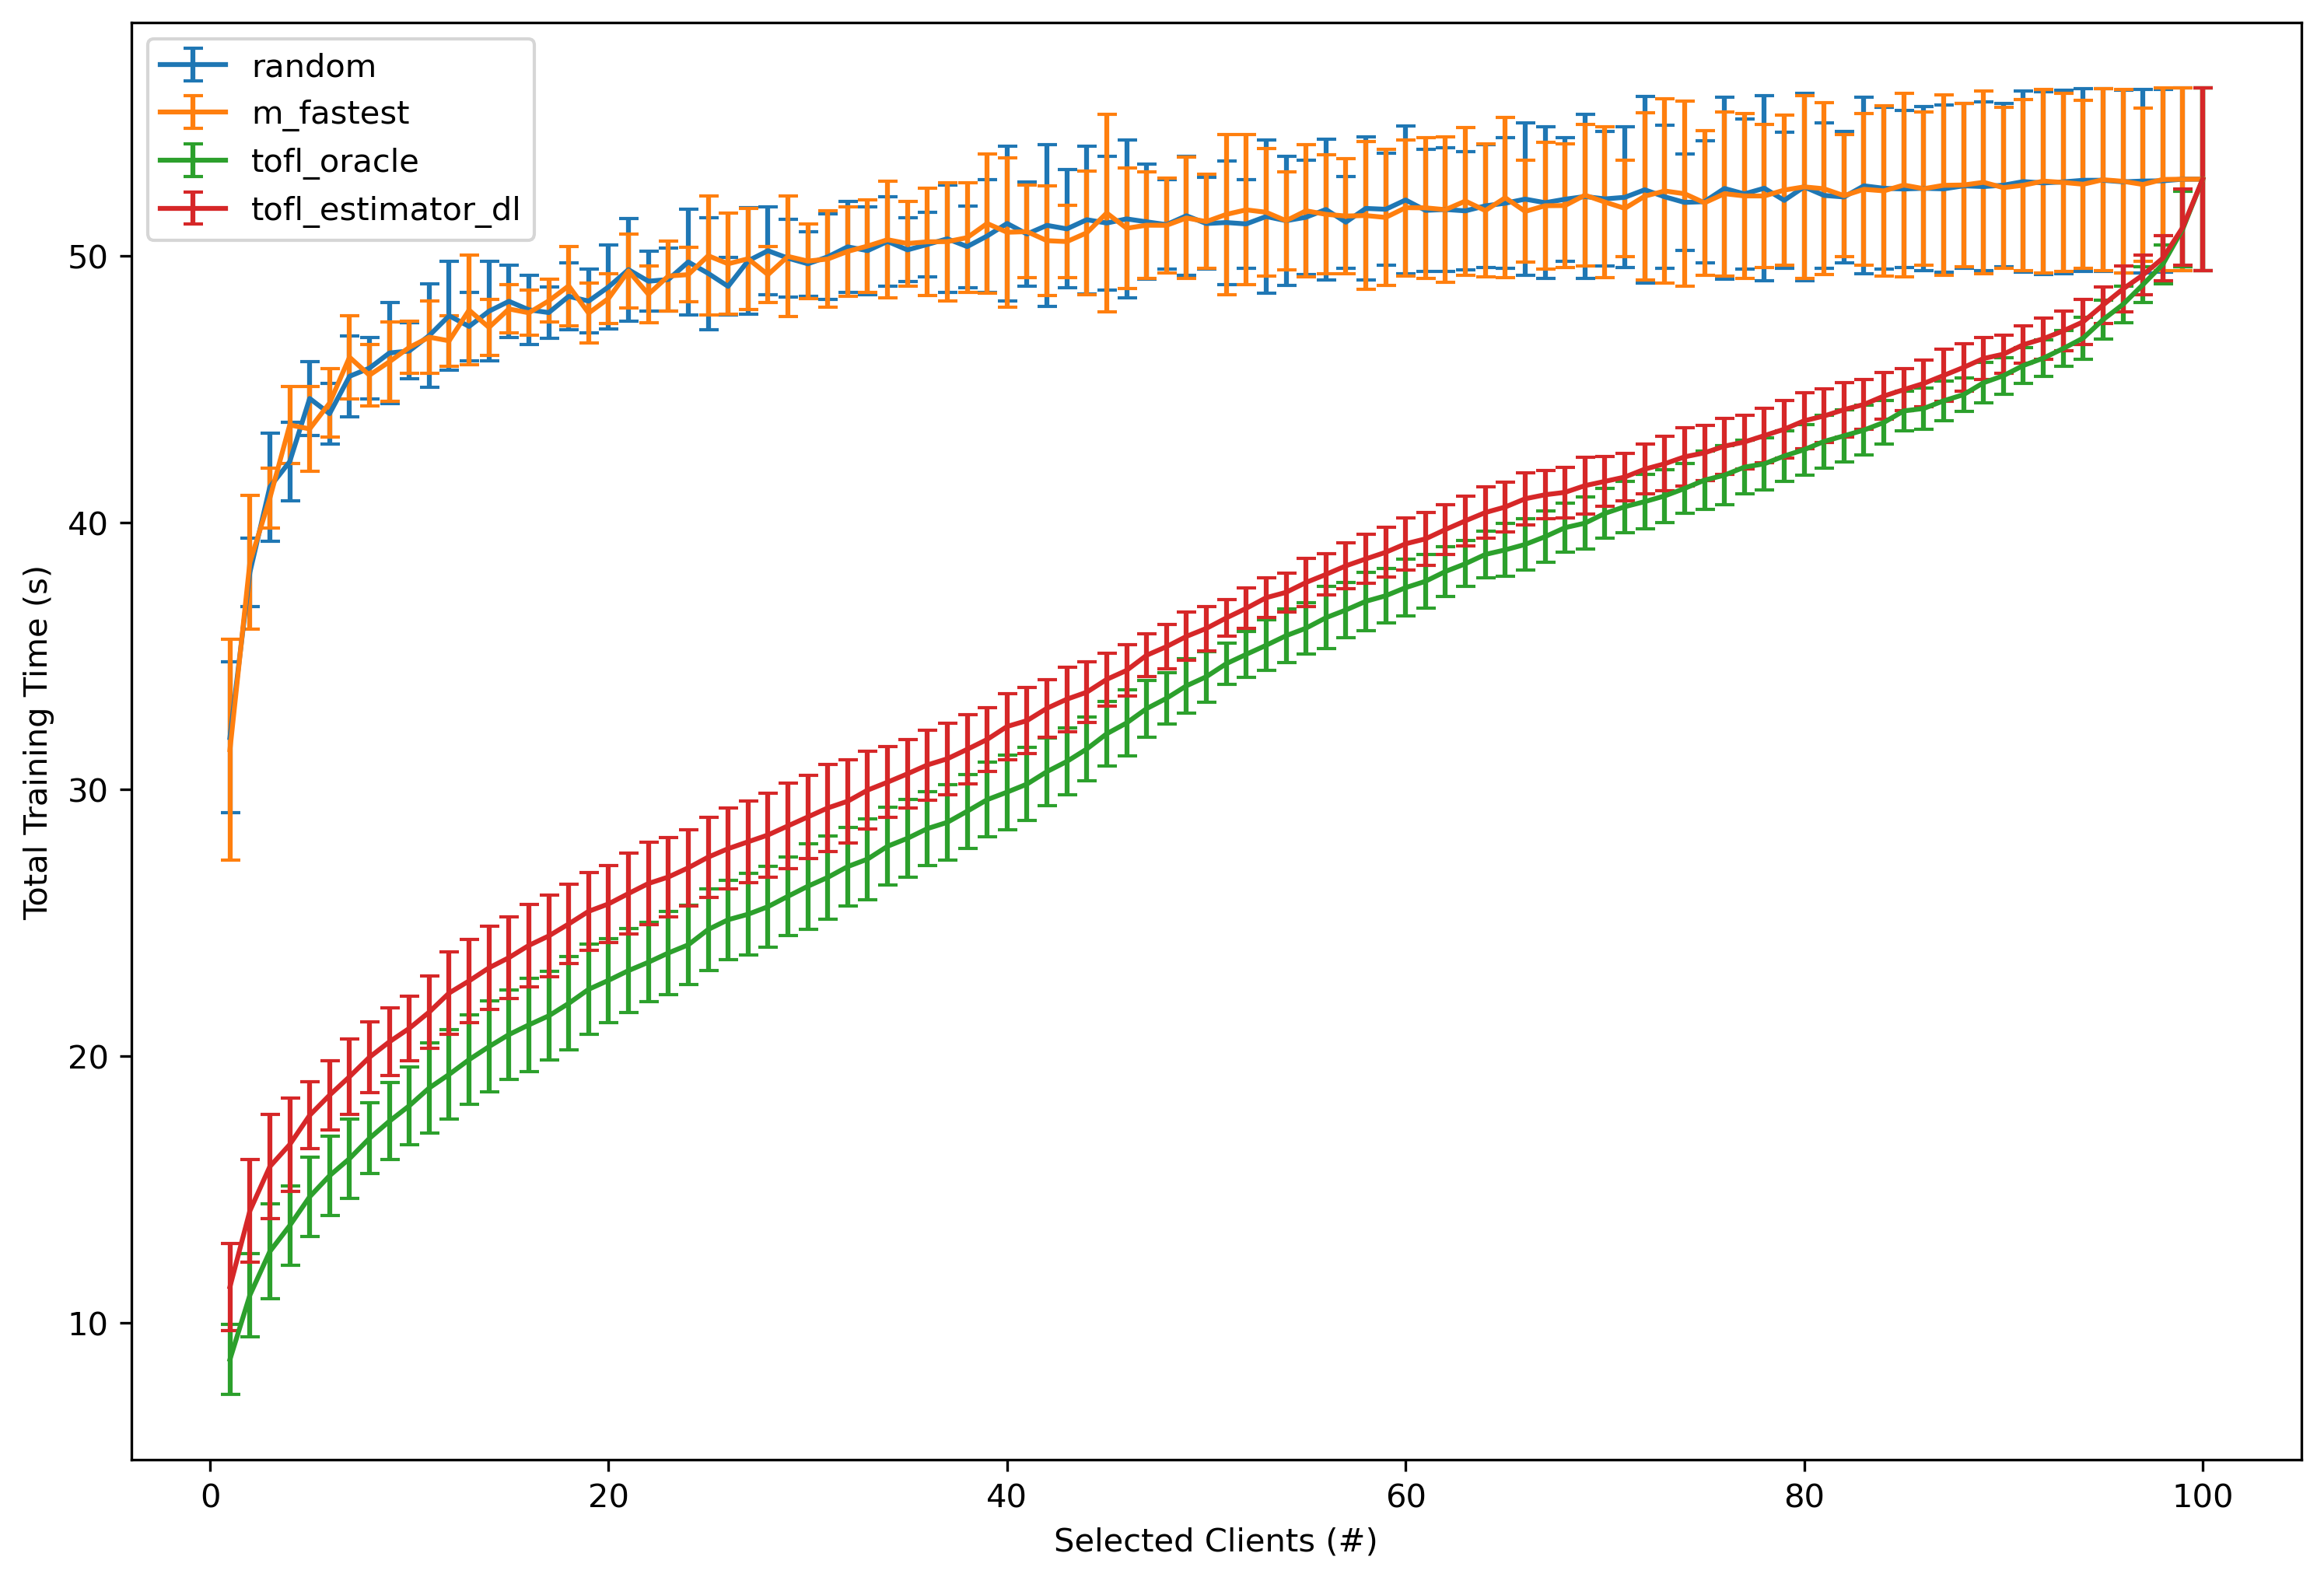 random
m_fastest
tofl_oracle
tofl_estimator_dl
Total Training Time (s)
50
40
30
20
10
0 20 40 60 80 100
Selected Clients (#)